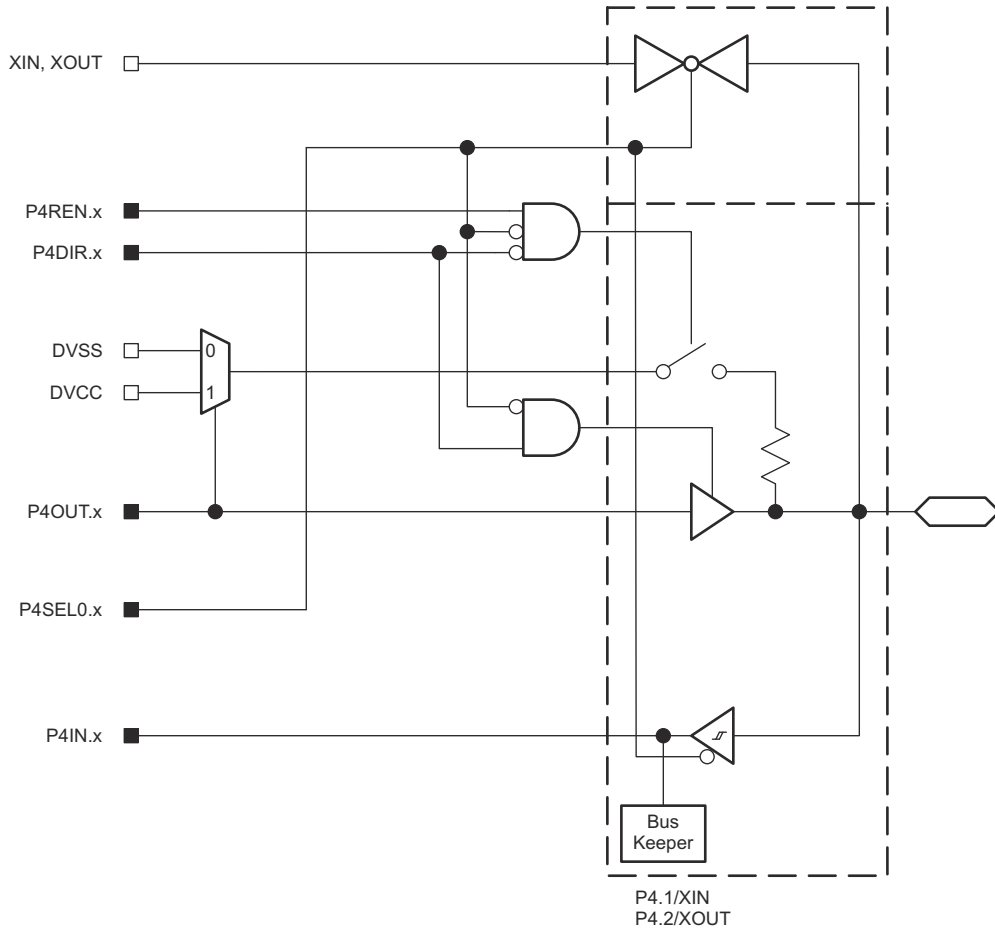 XIN, XOUT
P4REN.x
P4DIR.x
DVSS
0
DVCC
1
P4OUT.x
P4SEL0.x
P4IN.x
Bus
Keeper
P4.1/XIN
P4.2/XOUT